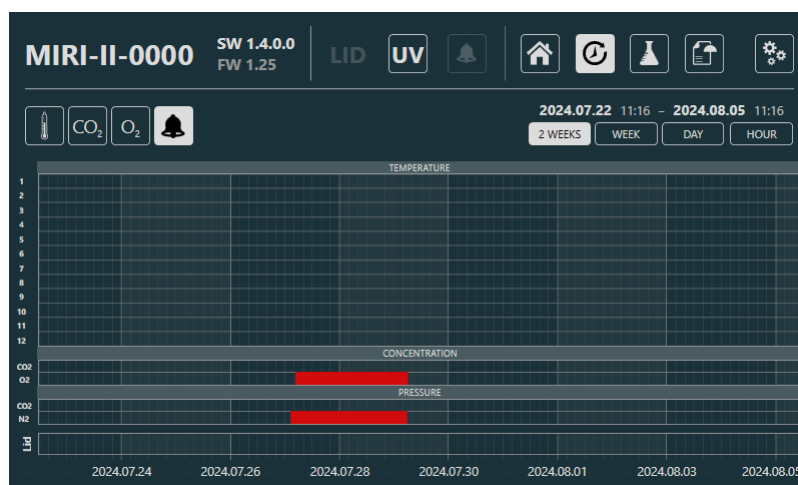 MIRI-II-0000 SW 1.4.0.0 LID UV
FW 1.25
2024.07.22 11:16 – 2024.08.05 11:16
CO2 O2 2 WEEKS WEEK DAY HOUR
TEMPERATURE
1
2
3
4
5
6
7
8
9
10
11
12
CONCENTRATION
CO2
O2
PRESSURE
CO2
N2
Lid
2024.07.24 2024.07.26 2024.07.28 2024.07.30 2024.08.01 2024.08.03 2024.08.05